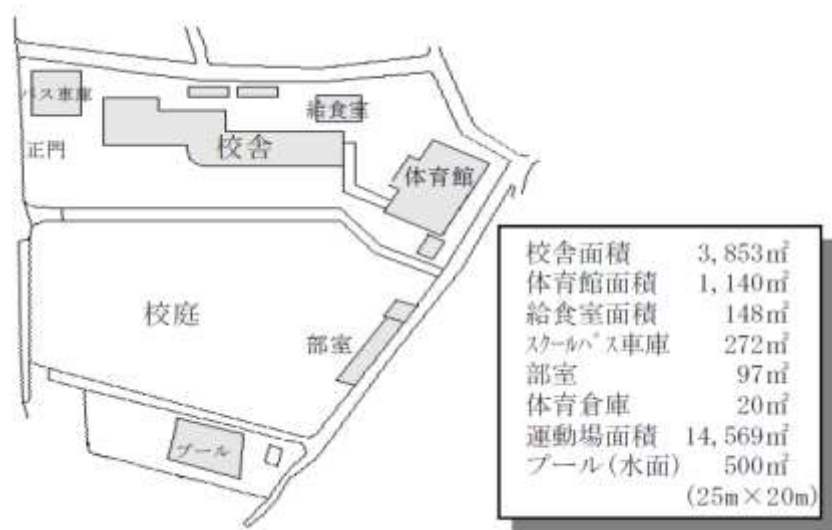 バス車庫
給食室
正門
校舎
体育館
校庭
部室
プール
校舎面積 3,853㎡
体育館面積 1,140㎡
給食室面積 148㎡
ｽｸｰﾙﾊﾞｽ車庫 272㎡
部室 97㎡
体育倉庫 20㎡
運動場面積 14,569㎡
プール(水面) 500㎡
(25m×20m)